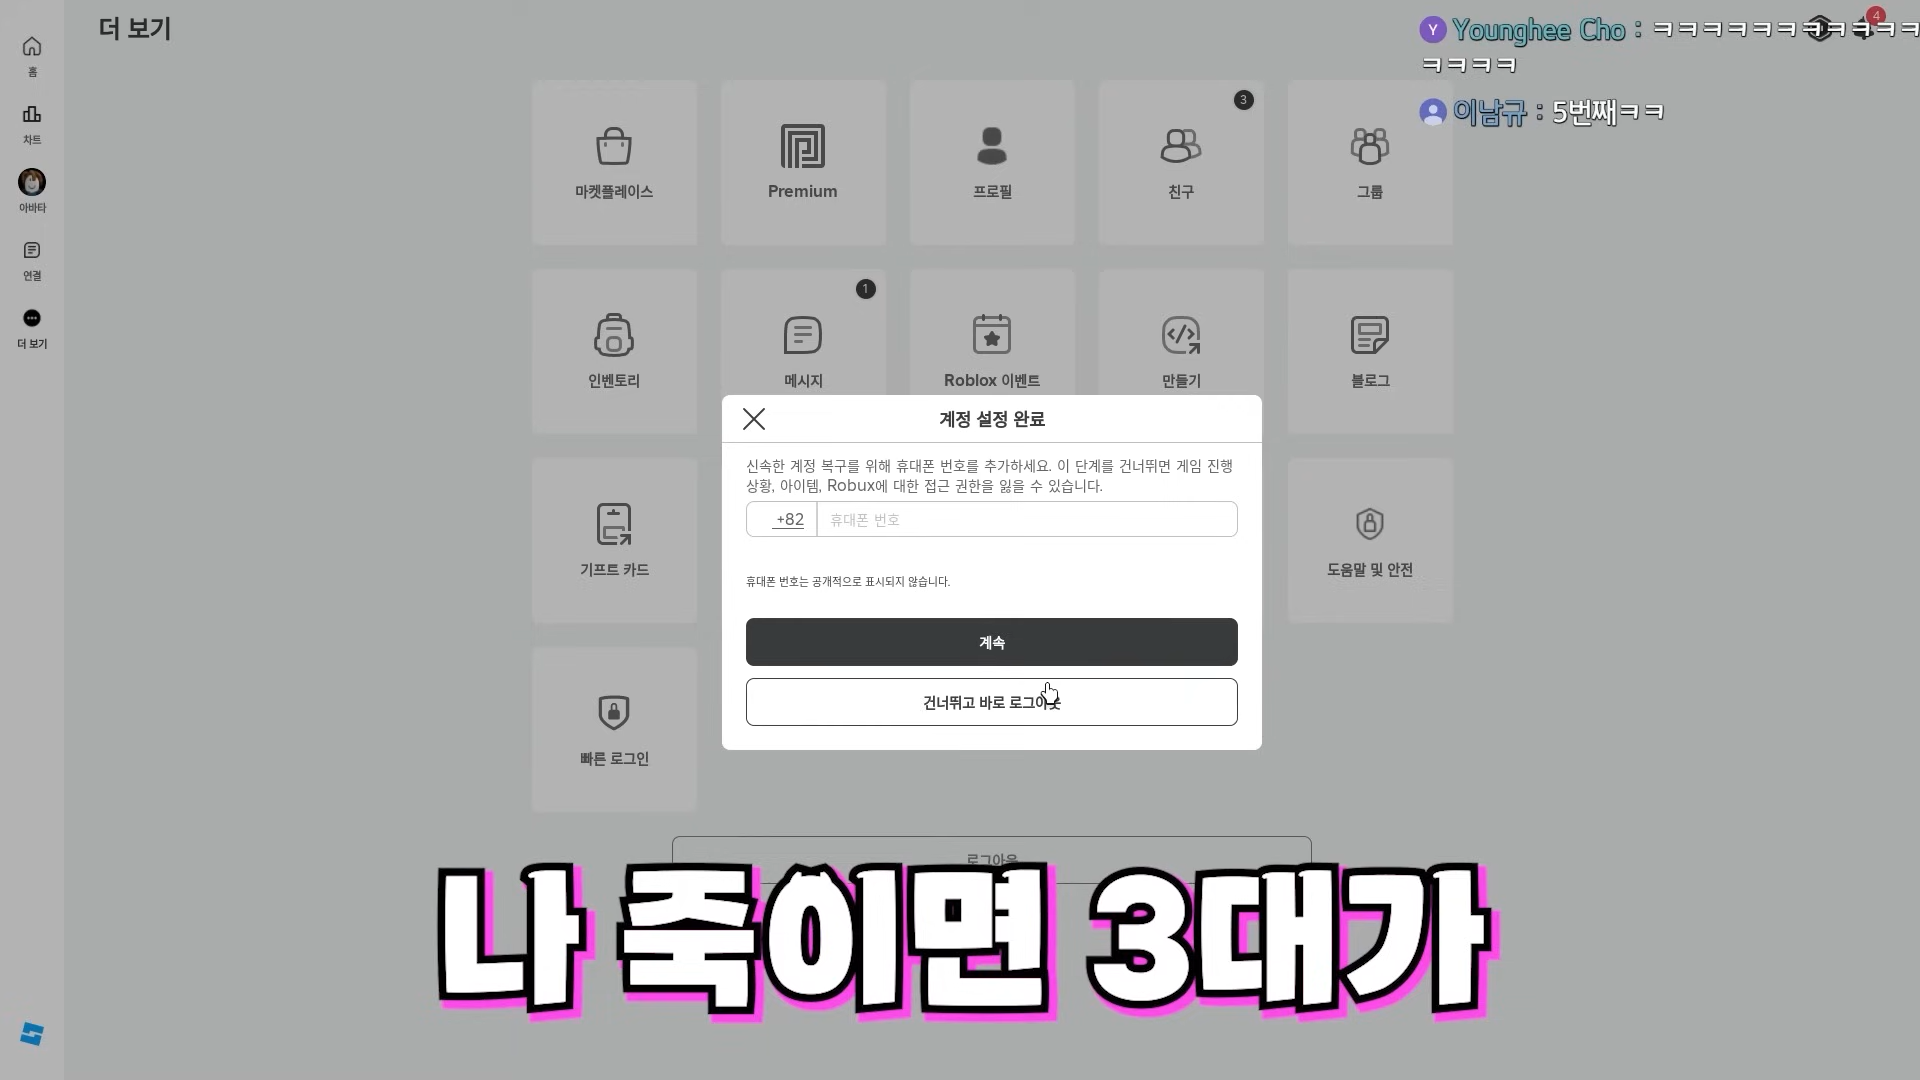 더 보기
4
Y Younghee Cho : ㅋㅋㅋㅋㅋㅋㅋㅋㅋㅋㅋ
ㅋㅋㅋㅋ
이남규 : 5번째ㅋㅋ
홈
차트
아바타
연결
더 보기
마켓플레이스
Premium
프로필
3
친구
그룹
인벤토리
1
메시지
Roblox 이벤트
만들기
블로그
기프트 카드
도움말 및 안전
빠른 로그인
계정 설정 완료
신속한 계정 복구를 위해 휴대폰 번호를 추가하세요. 이 단계를 건너뛰면 게임 진행
상황, 아이템, Robux에 대한 접근 권한을 잃을 수 있습니다.
+82 휴대폰 번호
휴대폰 번호는 공개적으로 표시되지 않습니다.
계속
건너뛰고 바로 로그아웃
로그아웃
나 죽이면 3대가